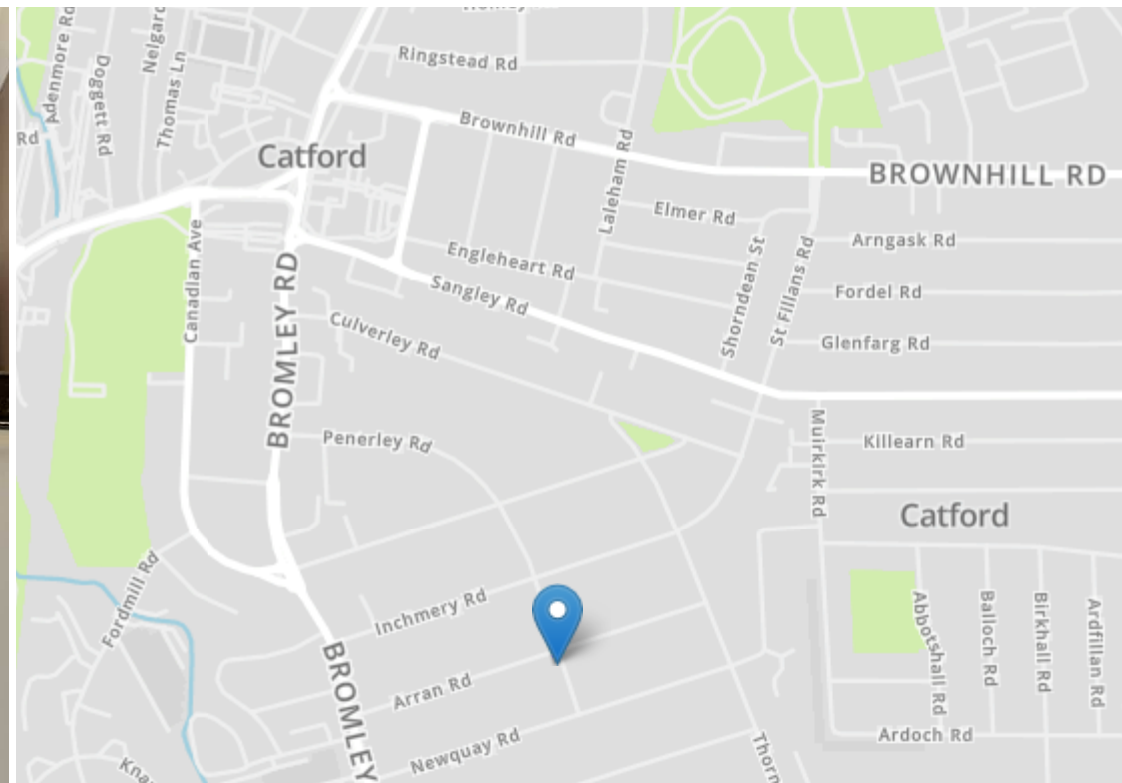 Ringstead Rd
Adenmore Rd
Doggett Rd
Thomas Ln
Rd
Brownhill Rd
Catford
BROWNHILL RD
Laleham Rd
Elmer Rd
Arngask Rd
Canadian Ave
Engleheart Rd
Shorndean St
St Fillans Rd
Sangley Rd
Fordel Rd
BROMLEY RD
Culverley Rd
Glenfarg Rd
Penerley Rd
Muirkirk Rd
Killearn Rd
Catford
Fordmill Rd
Inchmery Rd
Abbotshall Rd
Balloch Rd
Birkhall Rd
Ardfillan Rd
BROMLEY
Arran Rd
Newquay Rd
Ardoch Rd
Thorn
Kna